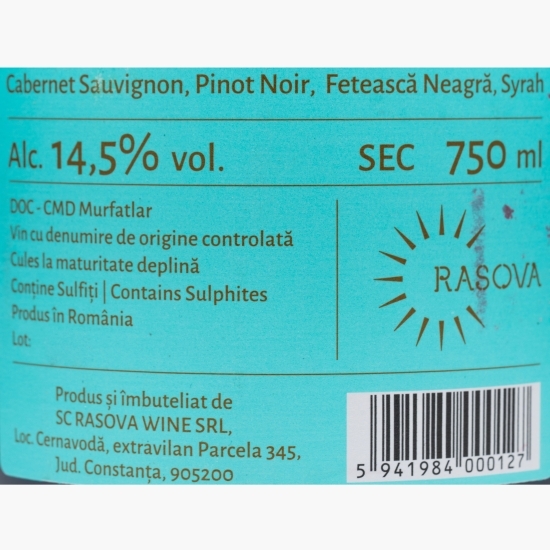 Cabernet Sauvignon, Pinot Noir, Fetească Neagră, Syrah
Alc. 14,5% vol. SEC 750 ml
DOC - CMD Murfatlar
Vin cu denumire de origine controlată
Cules la maturitate deplină
Conține Sulfiți | Contains Sulphites
Produs în România
Lot:
RASOVA
Produs și îmbuteliat de
SC RASOVA WINE SRL,
Loc. Cernavodă, extravilan Parcela 345,
Jud. Constanța, 905200
5 941984 000127